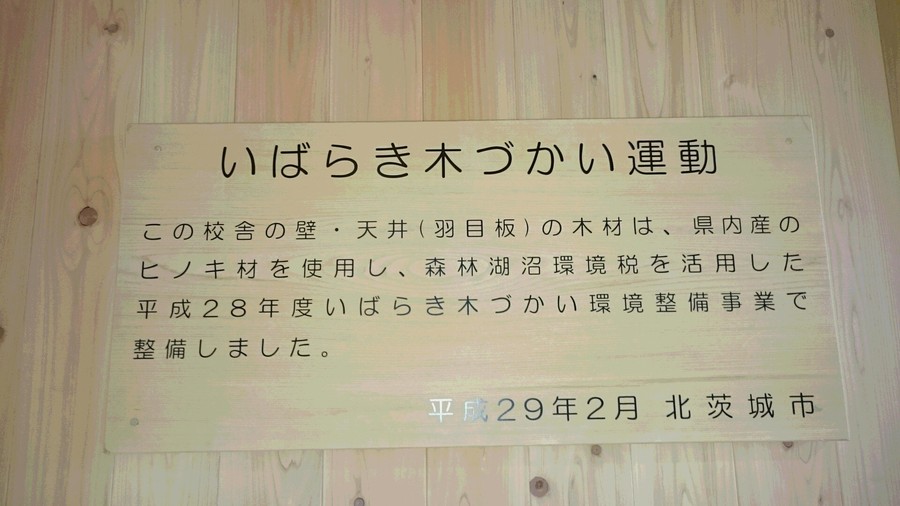 いばらき木づかい運動
この校舎の壁・天井(羽目板)の木材は、県内産の
ヒノキ材を使用し、森林湖沼環境税を活用した
平成28年度いばらき木づかい環境整備事業で
整備しました。
平成29年2月 北茨城市